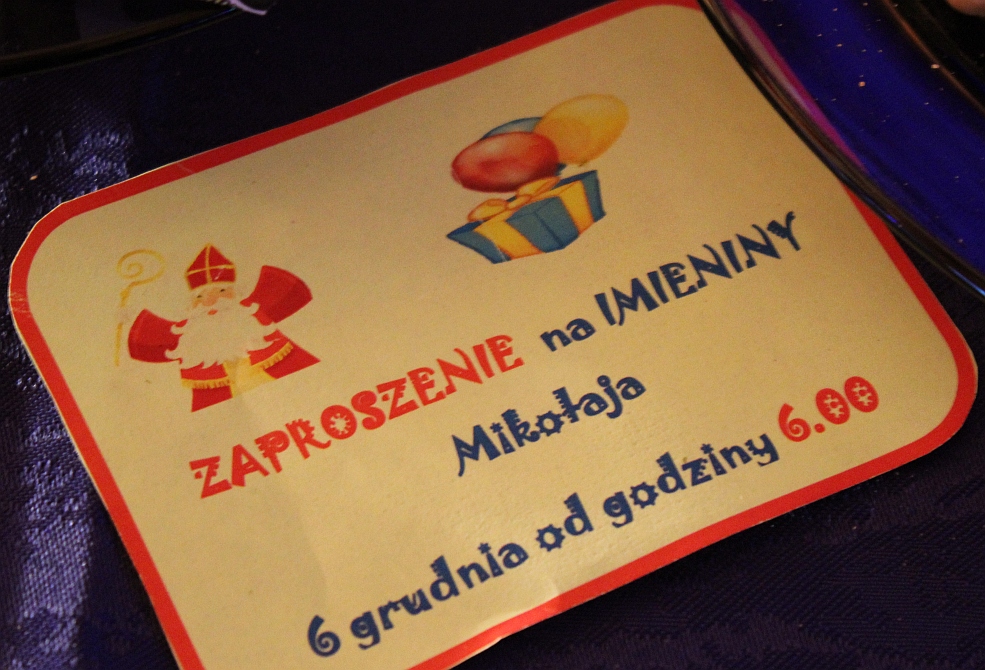 ZAPROSZENIE na IMIENINY
Mikołaja
6 grudnia od godziny 6.00